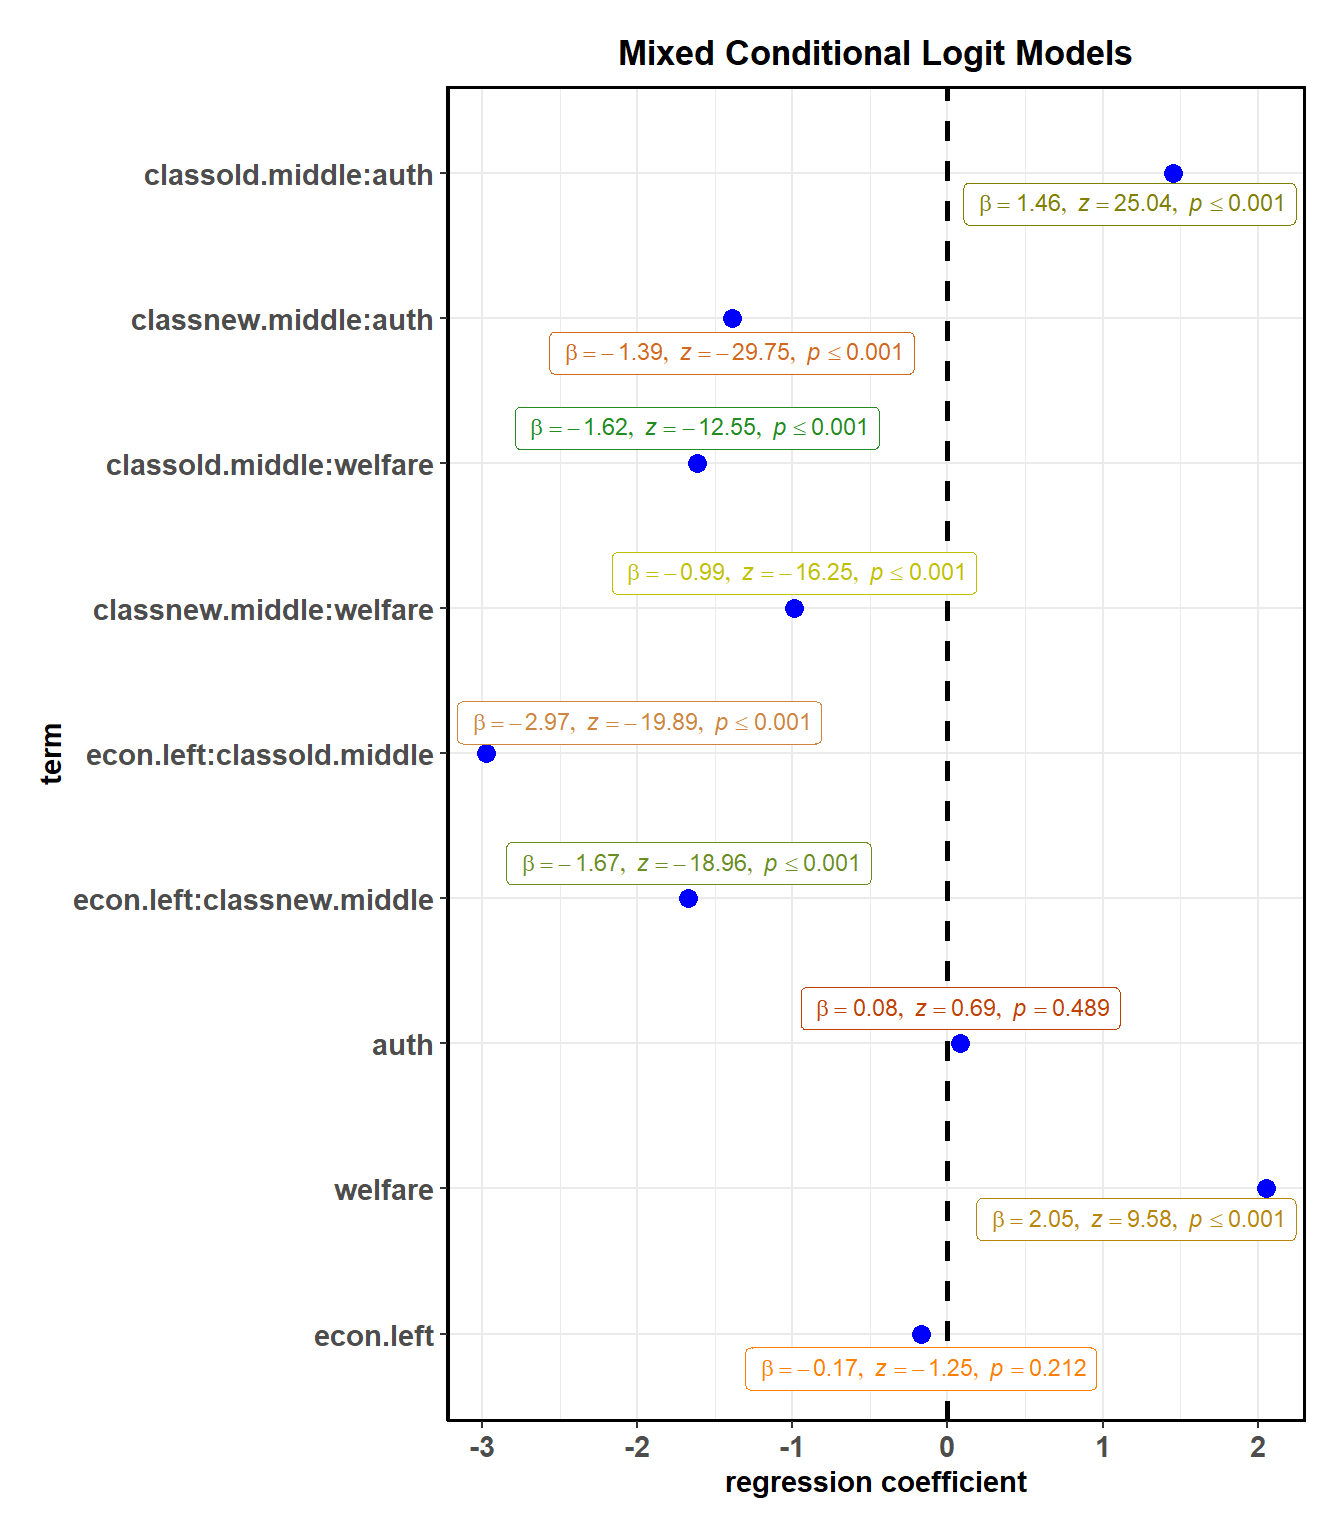 Mixed Conditional Logit Models
classold.middle:auth
β = 1.46, z = 25.04, p ≤ 0.001
classnew.middle:auth
β = −1.39, z = −29.75, p ≤ 0.001
β = −1.62, z = −12.55, p ≤ 0.001
classold.middle:welfare
β = −0.99, z = −16.25, p ≤ 0.001
classnew.middle:welfare
β = −2.97, z = −19.89, p ≤ 0.001
econ.left:classold.middle
term
β = −1.67, z = −18.96, p ≤ 0.001
econ.left:classnew.middle
β = 0.08, z = 0.69, p = 0.489
auth
welfare
β = 2.05, z = 9.58, p ≤ 0.001
econ.left
β = −0.17, z = −1.25, p = 0.212
-3 -2 -1 0 1 2
regression coefficient